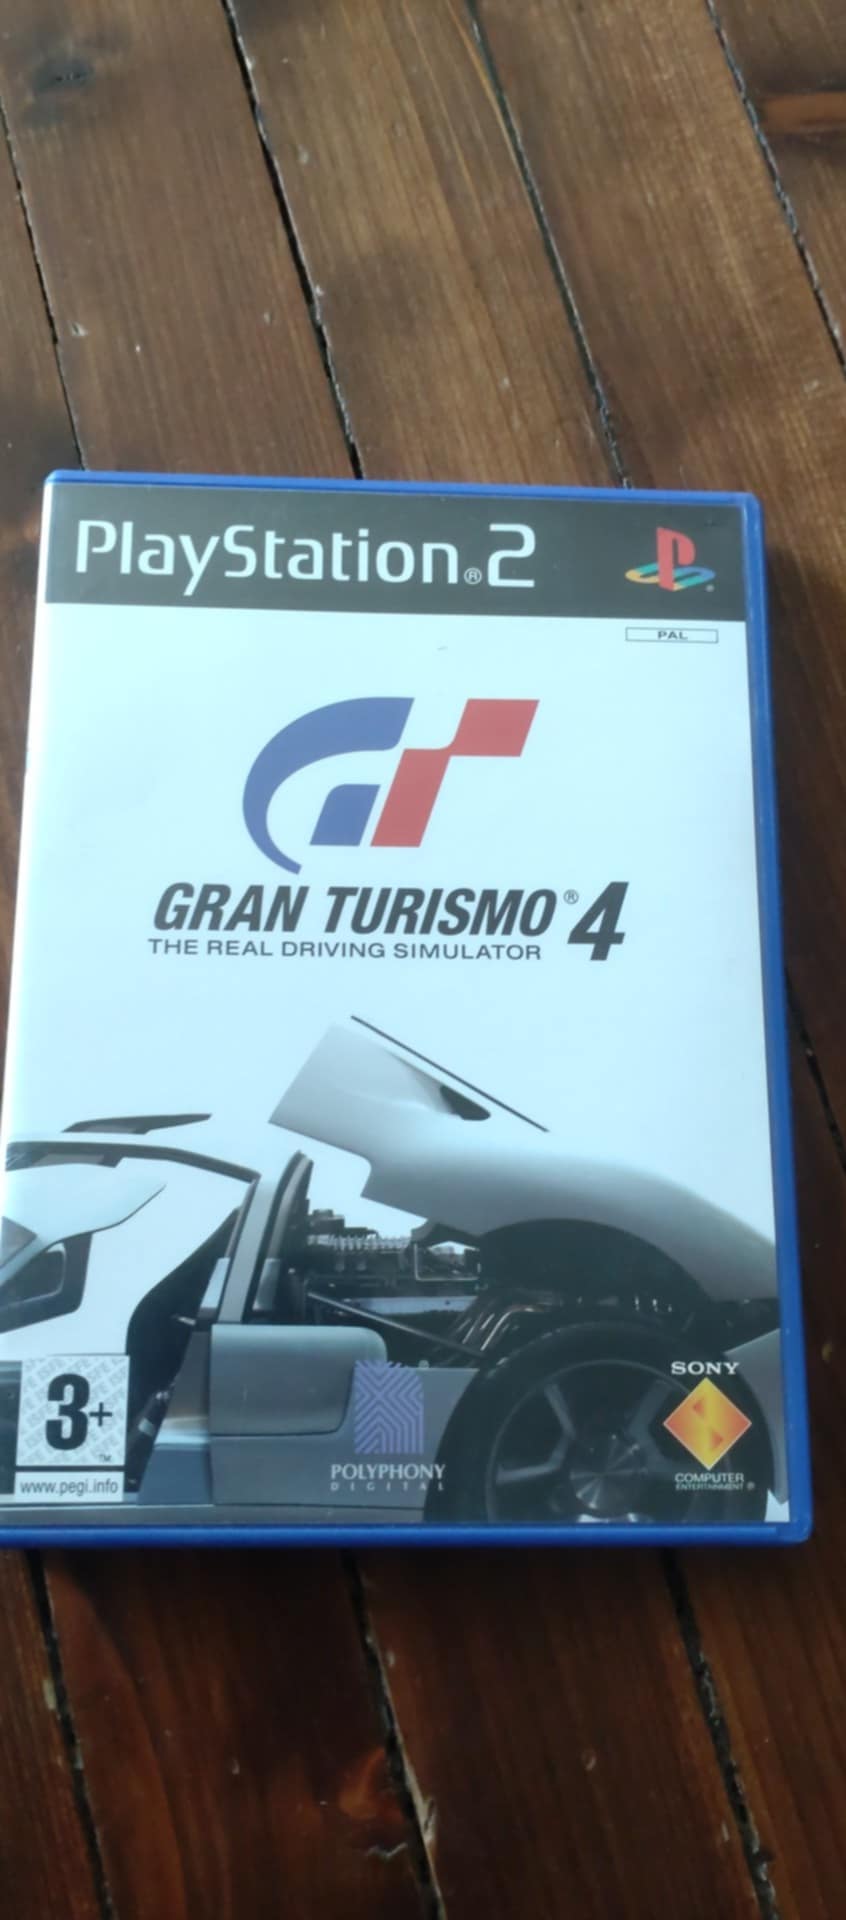 PlayStation®2
PAL
GRAN TURISMO®4
THE REAL DRIVING SIMULATOR
3+
TM
www.pegi.info
POLYPHONY
DIGITAL
SONY
COMPUTER
ENTERTAINMENT®